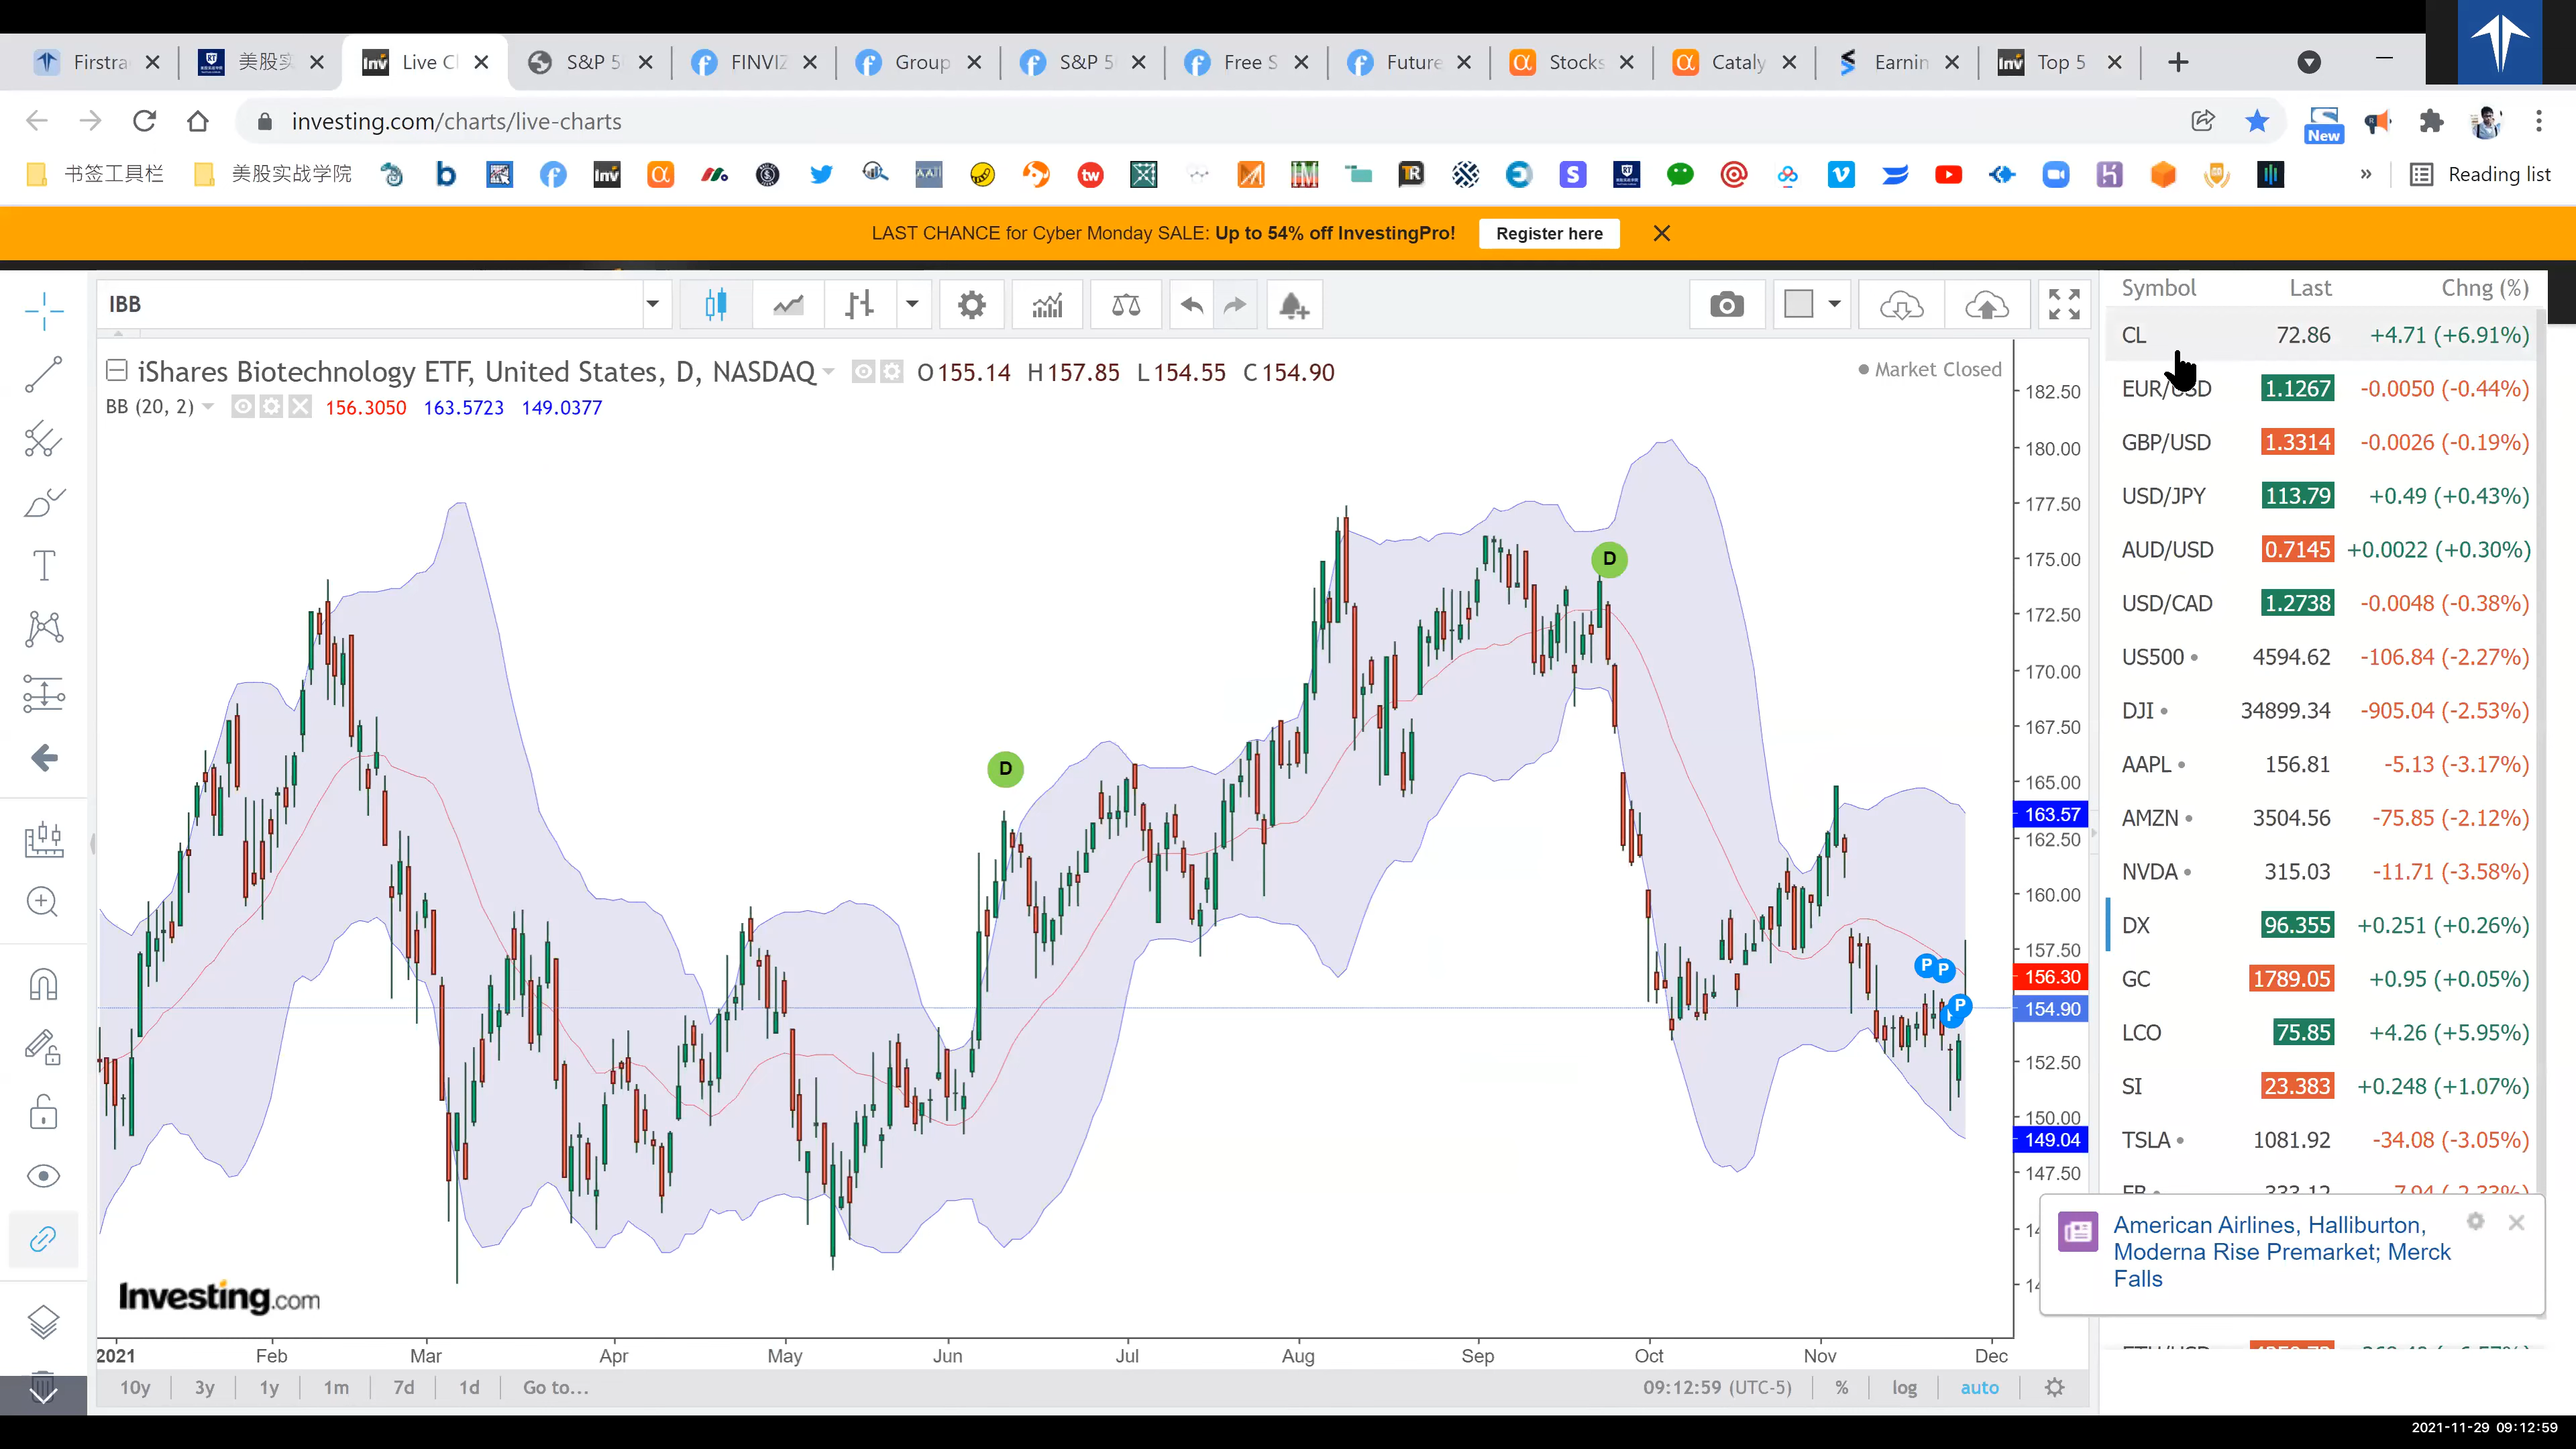 Firstra
美股实
Live C
S&P 5
FINVIZ
Group
S&P 5
Free S
Future
Stocks
Cataly
Earnin
Top 5
investing.com/charts/live-charts
New
书签工具栏
美股实战学院
Reading list
LAST CHANCE for Cyber Monday SALE: Up to 54% off InvestingPro!
Register here
IBB
iShares Biotechnology ETF, United States, D, NASDAQ
O 155.14 H 157.85 L 154.55 C 154.90
Market Closed
BB (20, 2)
156.3050 163.5723 149.0377
182.50
180.00
177.50
175.00
172.50
170.00
167.50
165.00
163.57
162.50
160.00
157.50
156.30
154.90
152.50
150.00
149.04
147.50
D
D
P
P
P
Investing.com
2021 Feb Mar Apr May Jun Jul Aug Sep Oct Nov Dec
10y 3y 1y 1m 7d 1d Go to...
09:12:59 (UTC-5) % log auto
Symbol Last Chng (%)
CL 72.86 +4.71 (+6.91%)
EUR/USD 1.1267 -0.0050 (-0.44%)
GBP/USD 1.3314 -0.0026 (-0.19%)
USD/JPY 113.79 +0.49 (+0.43%)
AUD/USD 0.7145 +0.0022 (+0.30%)
USD/CAD 1.2738 -0.0048 (-0.38%)
US500 4594.62 -106.84 (-2.27%)
DJI 34899.34 -905.04 (-2.53%)
AAPL 156.81 -5.13 (-3.17%)
AMZN 3504.56 -75.85 (-2.12%)
NVDA 315.03 -11.71 (-3.58%)
DX 96.355 +0.251 (+0.26%)
GC 1789.05 +0.95 (+0.05%)
LCO 75.85 +4.26 (+5.95%)
SI 23.383 +0.248 (+1.07%)
TSLA 1081.92 -34.08 (-3.05%)
American Airlines, Halliburton,
Moderna Rise Premarket; Merck
Falls
2021-11-29 09:12:59